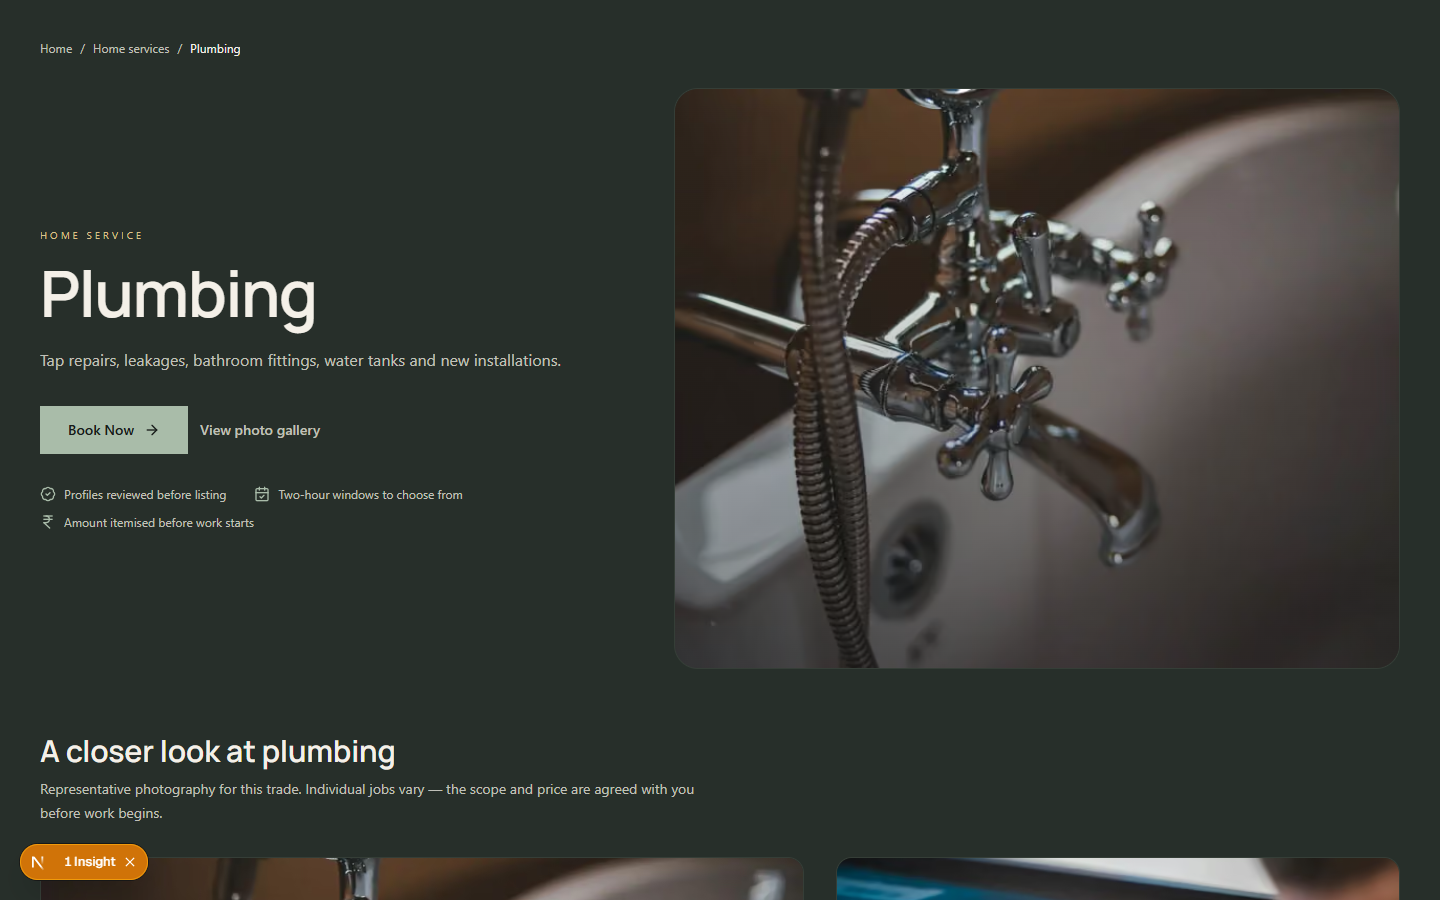 Home / Home services / Plumbing
HOME SERVICE
Plumbing
Tap repairs, leakages, bathroom fittings, water tanks and new installations.
Book Now → View photo gallery
Profiles reviewed before listing Two-hour windows to choose from
₹ Amount itemised before work starts
A closer look at plumbing
Representative photography for this trade. Individual jobs vary — the scope and price are agreed with you
before work begins.
N 1 Insight ×